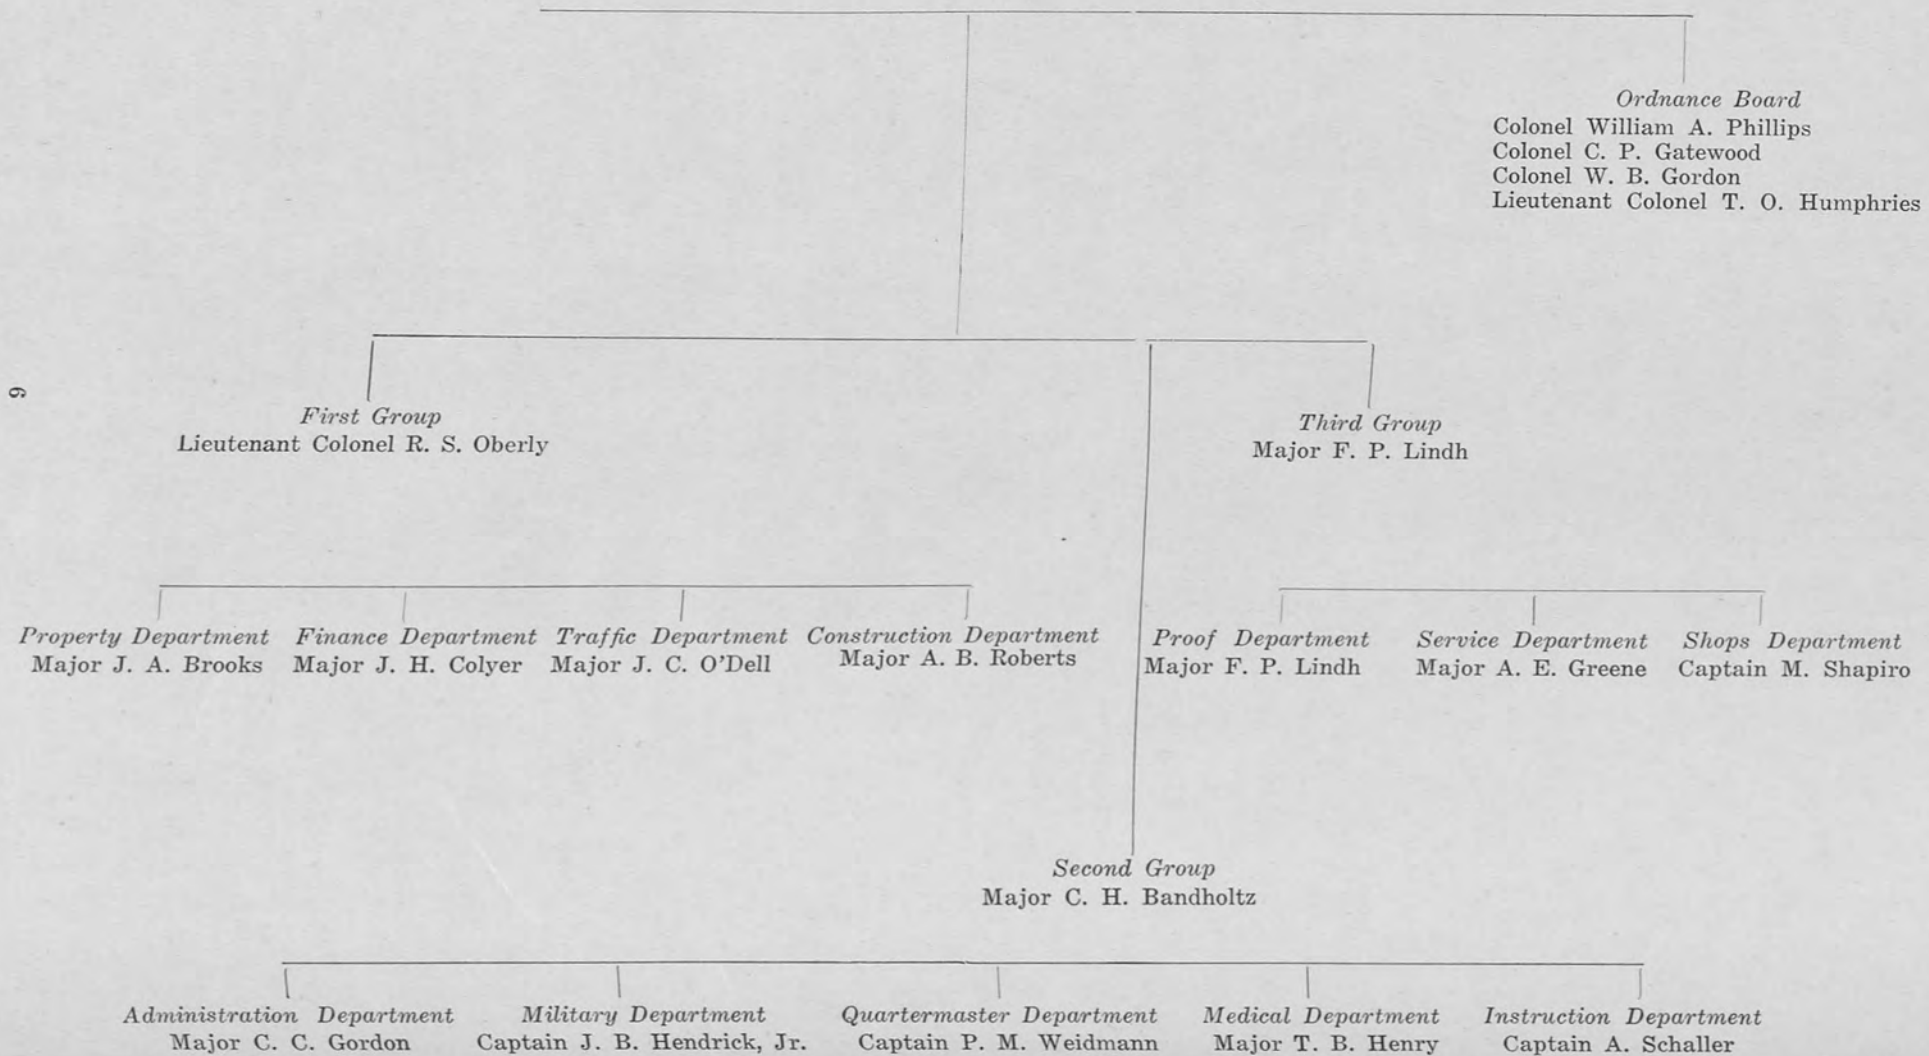 Ordnance Board
Colonel William A. Phillips
Colonel C. P. Gatewood
Colonel W. B. Gordon
Lieutenant Colonel T. O. Humphries
9
First Group
Lieutenant Colonel R. S. Oberly
Third Group
Major F. P. Lindh
Property Department
Major J. A. Brooks
Finance Department
Major J. H. Colyer
Traffic Department
Major J. C. O'Dell
Construction Department
Major A. B. Roberts
Proof Department
Major F. P. Lindh
Service Department
Major A. E. Greene
Shops Department
Captain M. Shapiro
Second Group
Major C. H. Bandholtz
Administration Department
Major C. C. Gordon
Military Department
Captain J. B. Hendrick, Jr.
Quartermaster Department
Captain P. M. Weidmann
Medical Department
Major T. B. Henry
Instruction Department
Captain A. Schaller